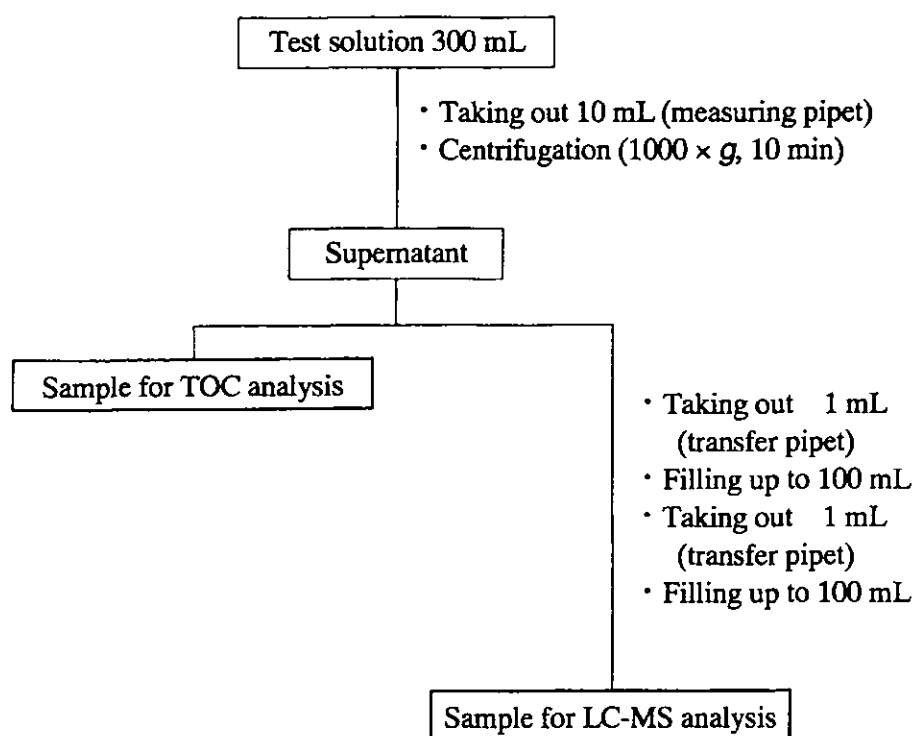 Test solution 300 mL
・Taking out 10 mL (measuring pipet)
・Centrifugation (1000 × g, 10 min)
Supernatant
Sample for TOC analysis
・Taking out 1 mL
(transfer pipet)
・Filling up to 100 mL
・Taking out 1 mL
(transfer pipet)
・Filling up to 100 mL
Sample for LC-MS analysis